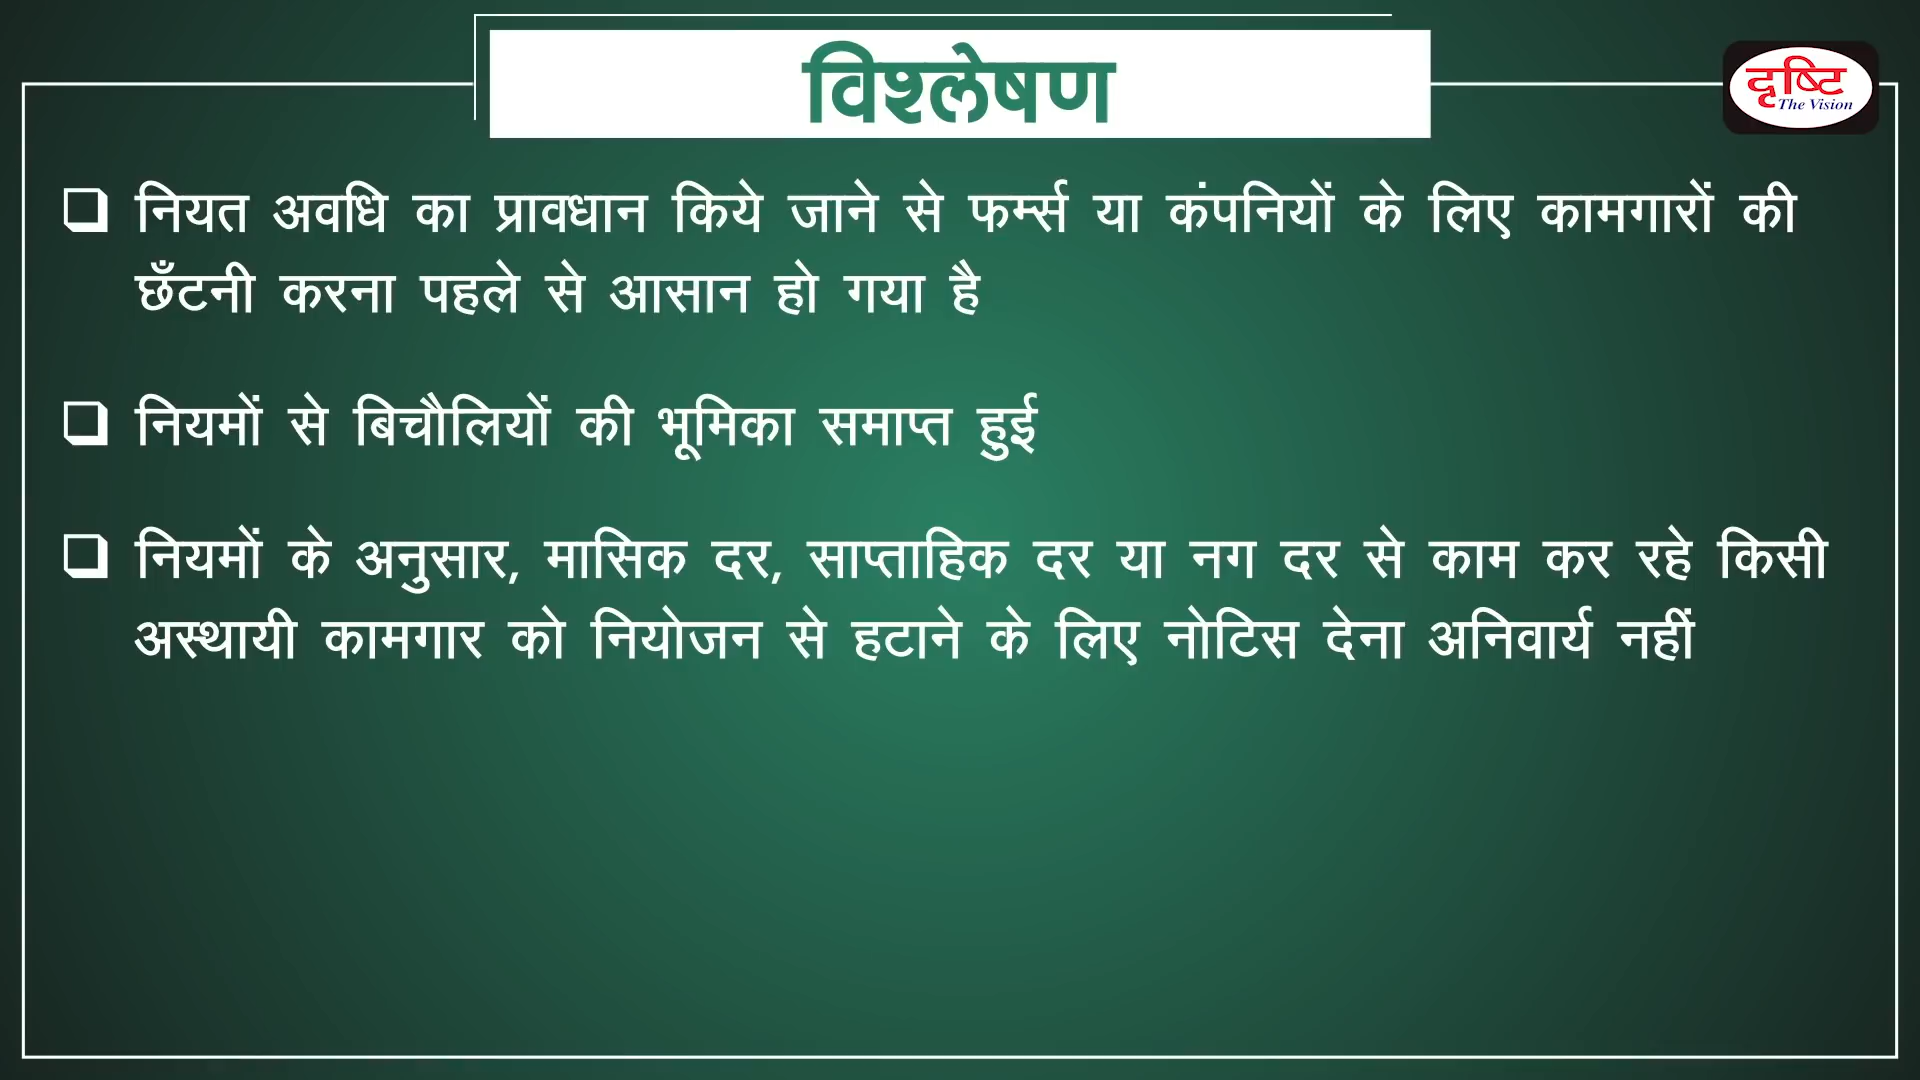 विश्लेषण
दृष्टि
The Vision
❑ नियत अवधि का प्रावधान किये जाने से फर्म्स या कंपनियों के लिए कामगारों की
छँटनी करना पहले से आसान हो गया है
❑ नियमों से बिचौलियों की भूमिका समाप्त हुई
❑ नियमों के अनुसार, मासिक दर, साप्ताहिक दर या नग दर से काम कर रहे किसी
अस्थायी कामगार को नियोजन से हटाने के लिए नोटिस देना अनिवार्य नहीं